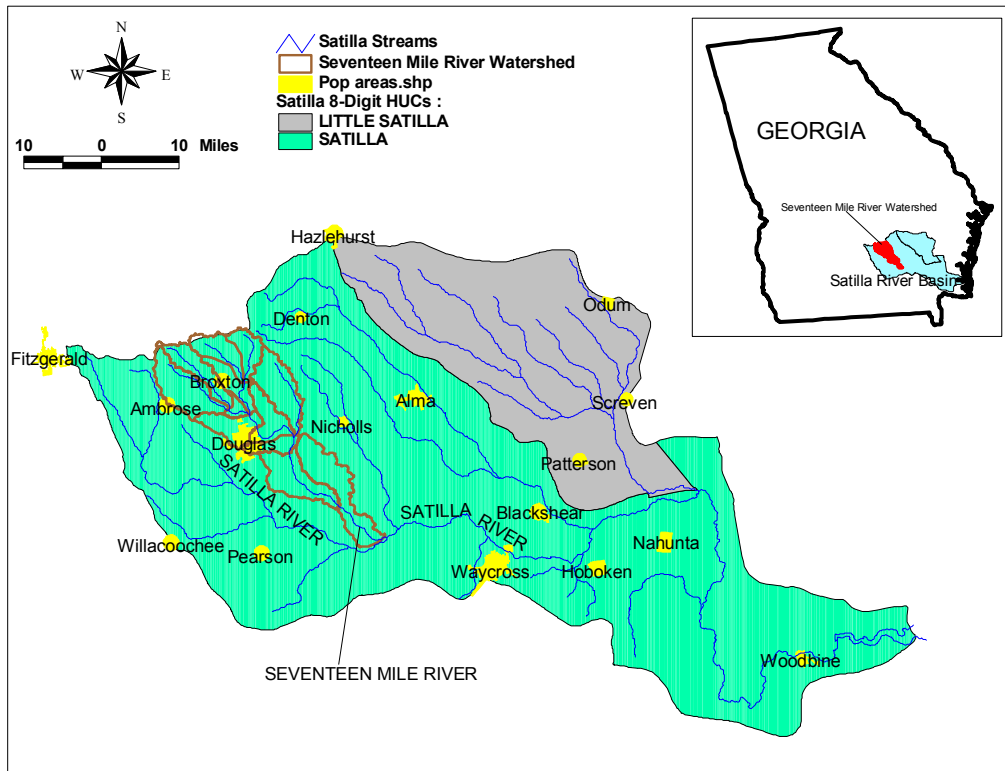 N
W E
S
10 0 10 Miles
Satilla Streams
Seventeen Mile River Watershed
Pop areas.shp
Satilla 8-Digit HUCs :
LITTLE SATILLA
SATILLA
GEORGIA
Seventeen Mile River Watershed
Satilla River Basin
Hazlehurst
Odum
Denton
Fitzgerald
Broxton
Alma
Screven
Ambrose
Nicholls
Douglas
Patterson
SATILLA RIVER
SATILLA RIVER
Blackshear
Willacoochee
Pearson
Nahunta
Waycross
Hoboken
Woodbine
SEVENTEEN MILE RIVER